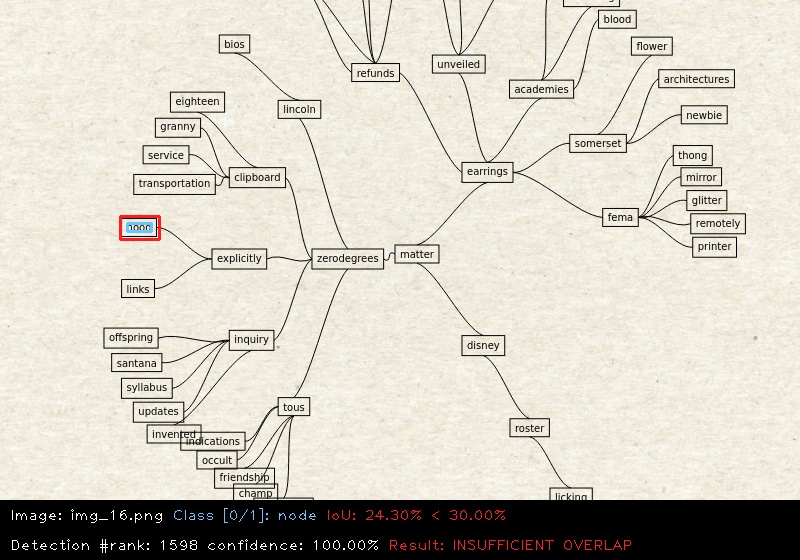 blood
bios
flower
unveiled
refunds
architectures
academies
eighteen
lincoln
newbie
granny
somerset
service
thong
earrings
mirror
clipboard
transportation
glitter
fema
remotely
printer
explicitly
zerodegrees
matter
links
offspring
inquiry
disney
santana
syllabus
updates
tous
invented
roster
indications
occult
friendship
champ
licking
Image: img_16.png Class [0/1]: node IoU: 24.30% < 30.00%
Detection #rank: 1598 confidence: 100.00% Result: INSUFFICIENT OVERLAP